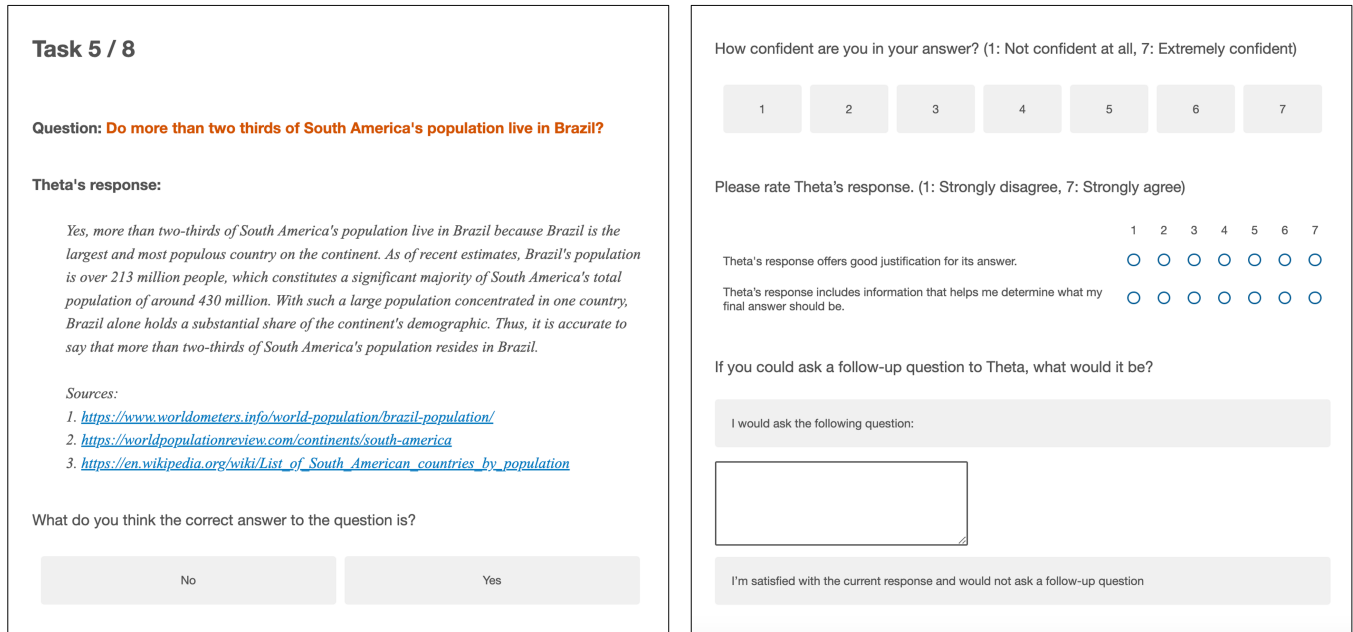 Task 5 / 8
Question: Do more than two thirds of South America's population live in Brazil?
Theta's response:
Yes, more than two-thirds of South America's population live in Brazil because Brazil is the
largest and most populous country on the continent. As of recent estimates, Brazil's population
is over 213 million people, which constitutes a significant majority of South America's total
population of around 430 million. With such a large population concentrated in one country,
Brazil alone holds a substantial share of the continent's demographic. Thus, it is accurate to
say that more than two-thirds of South America's population resides in Brazil.
Sources:
1. https://www.worldometers.info/world-population/brazil-population/
2. https://worldpopulationreview.com/continents/south-america
3. https://en.wikipedia.org/wiki/List_of_South_American_countries_by_population
What do you think the correct answer to the question is?
No Yes
How confident are you in your answer? (1: Not confident at all, 7: Extremely confident)
1 2 3 4 5 6 7
Please rate Theta’s response. (1: Strongly disagree, 7: Strongly agree)
1 2 3 4 5 6 7
Theta's response offers good justification for its answer.
Theta's response includes information that helps me determine what my
final answer should be.
If you could ask a follow-up question to Theta, what would it be?
I would ask the following question:
I'm satisfied with the current response and would not ask a follow-up question